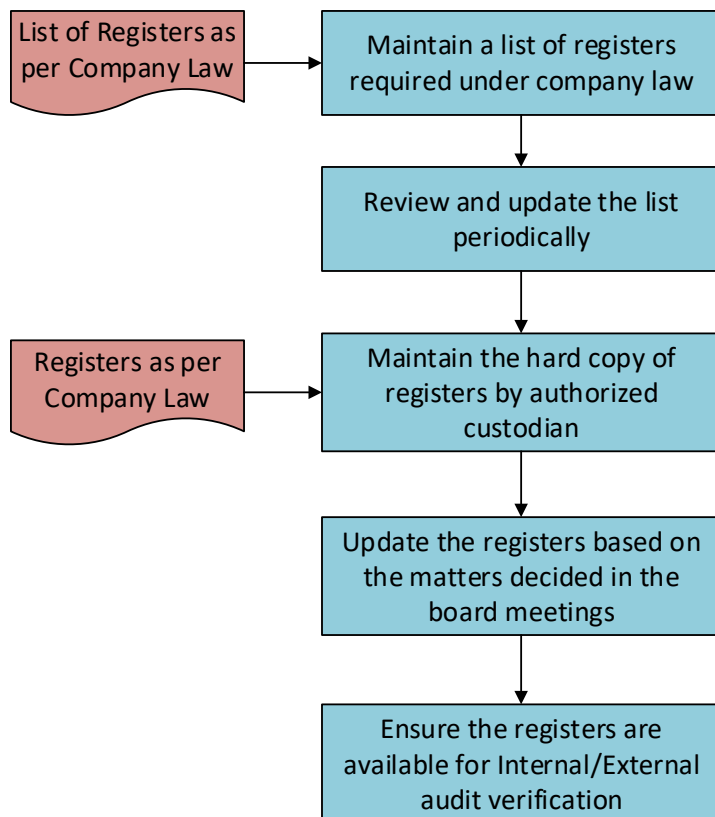 List of Registers as
per Company Law
Maintain a list of registers
required under company law
Review and update the list
periodically
Registers as per
Company Law
Maintain the hard copy of
registers by authorized
custodian
Update the registers based on
the matters decided in the
board meetings
Ensure the registers are
available for Internal/External
audit verification